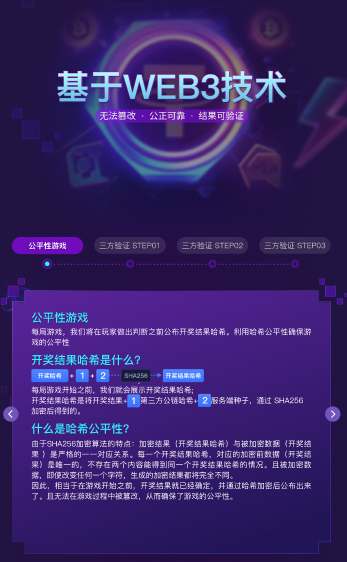 基于WEB3技术
无法篡改 · 公正可靠 · 结果可验证
公平性游戏
三方验证 STEP01
三方验证 STEP02
三方验证 STEP03
公平性游戏
每局游戏，我们将在玩家做出判断之前公布开奖结果哈希。利用哈希公平性确保游
戏的公平性
开奖结果哈希是什么?
开奖哈希 + 1 + 2 SHA256 开奖结果哈希
每局游戏开始之前，我们就会展示开奖结果哈希；
开奖结果哈希是将开奖结果+1第三方公链哈希+2服务端种子，通过 SHA256
加密后得到的。
什么是哈希公平性?
由于SHA256加密算法的特点：加密结果（开奖结果哈希）与被加密数据（开奖结
果 ）是严格的一一对应关系。每一个开奖结果哈希，对应的加密前数据（开奖结
果）是唯一的，不存在两个内容能得到同一个开奖结果哈希的情况。且被加密数
据，即使改变任何一个字符，生成的加密结果都将完全不同。
因此，相当于在游戏开始之前，开奖结果就已经确定，并通过哈希加密后公布出来
了。且无法在游戏过程中被篡改，从而确保了游戏的公平性。